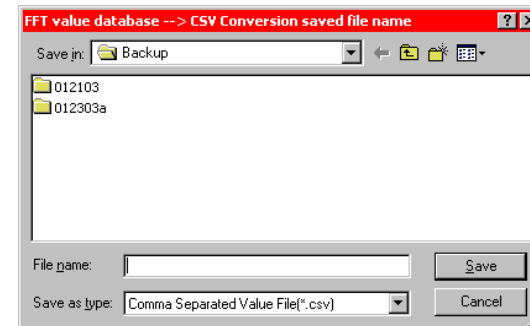 FFT value database --> CSV Conversion saved file name
Save in: Backup
012103
012303a
File name:
Save
Save as type: Comma Separated Value File(*.csv)
Cancel